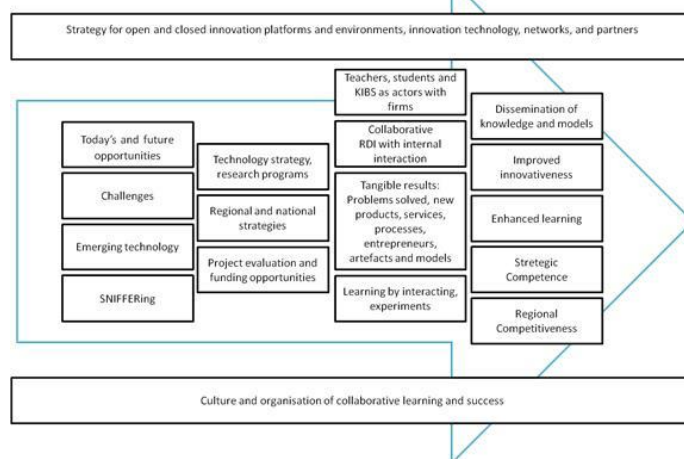 Strategy for open and closed innovation platforms and environments, innovation technology, networks, and partners
Today's and future
opportunities
Challenges
Emerging technology
SNIFFERing
Technology strategy,
research programs
Regional and national
strategies
Project evaluation and
funding opportunities
Teachers, students and
KIBS as actors with
firms
Collaborative
RDI with internal
interaction
Tangible results:
Problems solved, new
products, services,
processes,
entrepreneurs,
artefacts and models
Learning by interacting,
experiments
Dissemination of
knowledge and models
Improved
innovativeness
Enhanced learning
Stretegic
Competence
Regional
Competitiveness
Culture and organisation of collaborative learning and success